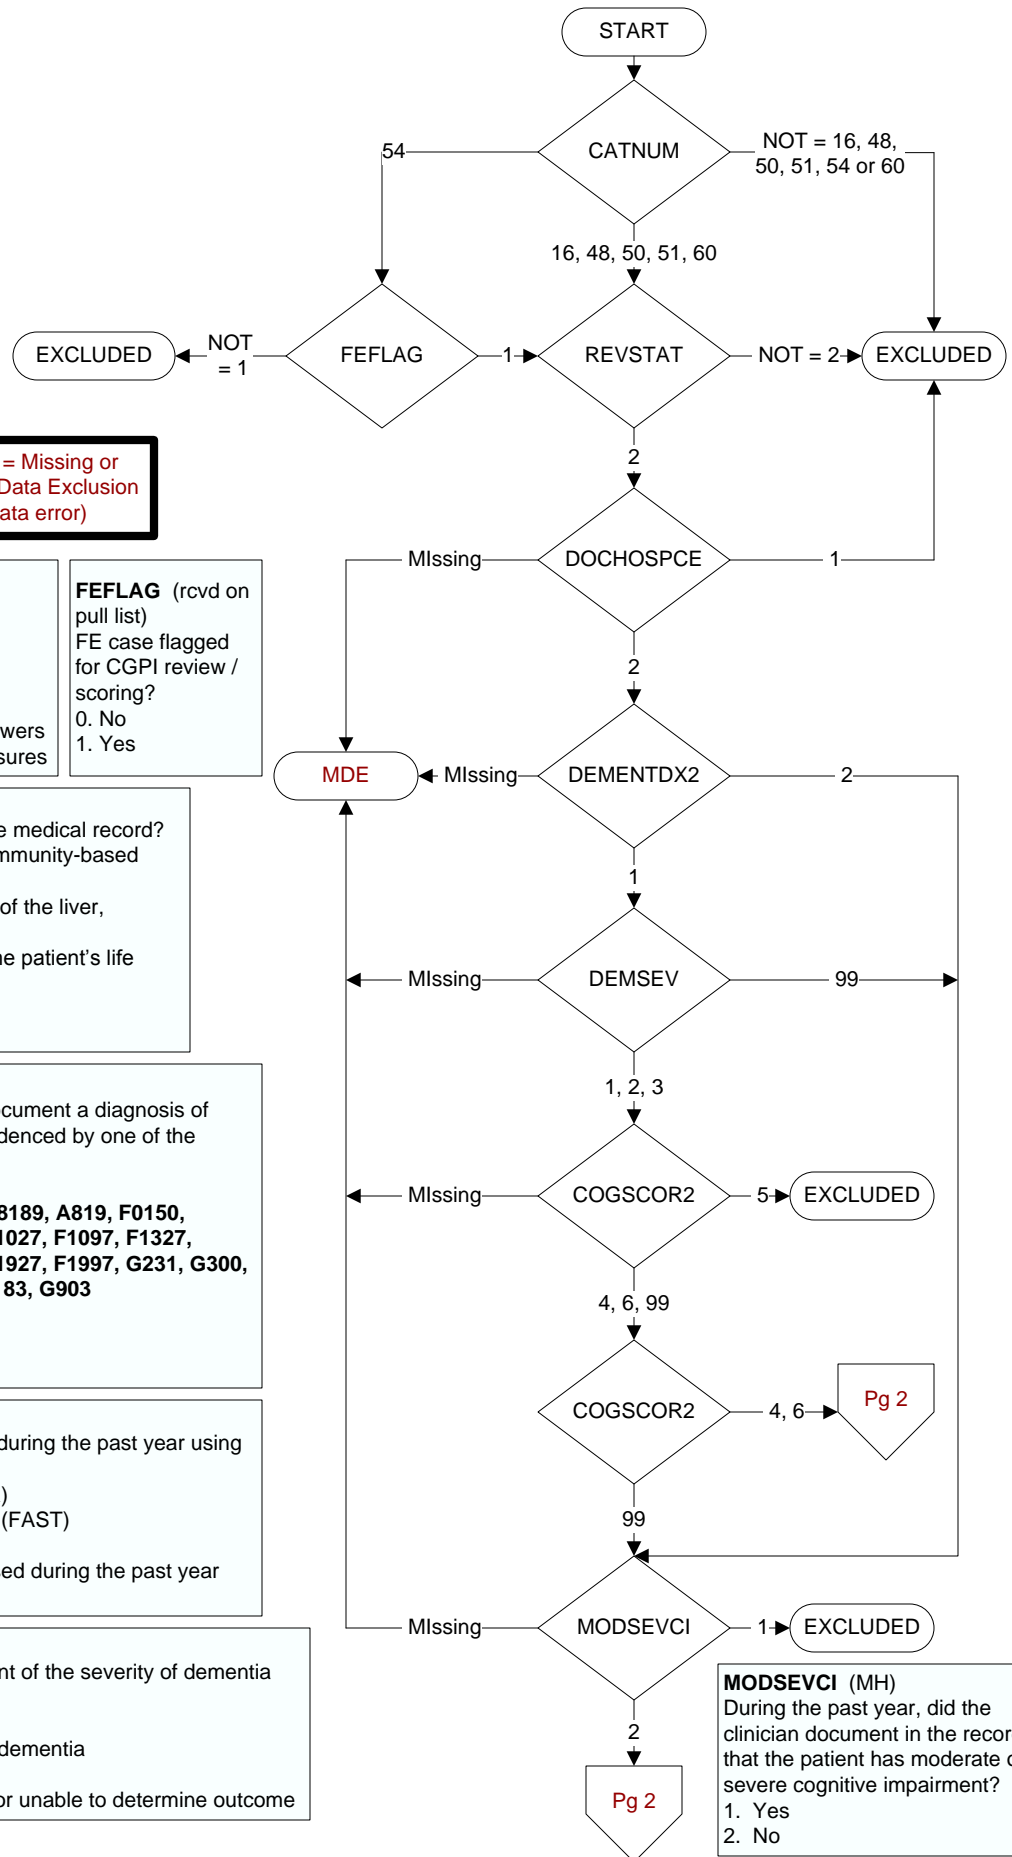 START
CATNUM
54
NOT = 16, 48,
50, 51, 54 or 60
16, 48, 50, 51, 60
EXCLUDED
NOT
= 1
FEFLAG
1
REVSTAT
NOT = 2
EXCLUDED
2
= Missing or
Data Exclusion
ata error)
MIssing
DOCHOSPCE
1
FEFLAG (rcvd on
pull list)
FE case flagged
for CGPI review /
scoring?
0. No
1. Yes
wers
sures
2
MDE
MIssing
DEMENTDX2
2
e medical record?
mmunity-based
of the liver,
he patient's life
1
MIssing
DEMSEV
99
cument a diagnosis of
idenced by one of the
8189, A819, F0150,
1027, F1097, F1327,
1927, F1997, G231, G300,
83, G903
1, 2, 3
MIssing
COGSCOR2
5
EXCLUDED
4, 6, 99
COGSCOR2
4, 6
Pg 2
during the past year using
)
(FAST)
ed during the past year
99
MIssing
MODSEVCI
1
EXCLUDED
nt of the severity of dementia
dementia
or unable to determine outcome
2
Pg 2
MODSEVCI (MH)
During the past year, did the
clinician document in the recor
that the patient has moderate o
severe cognitive impairment?
1. Yes
2. No